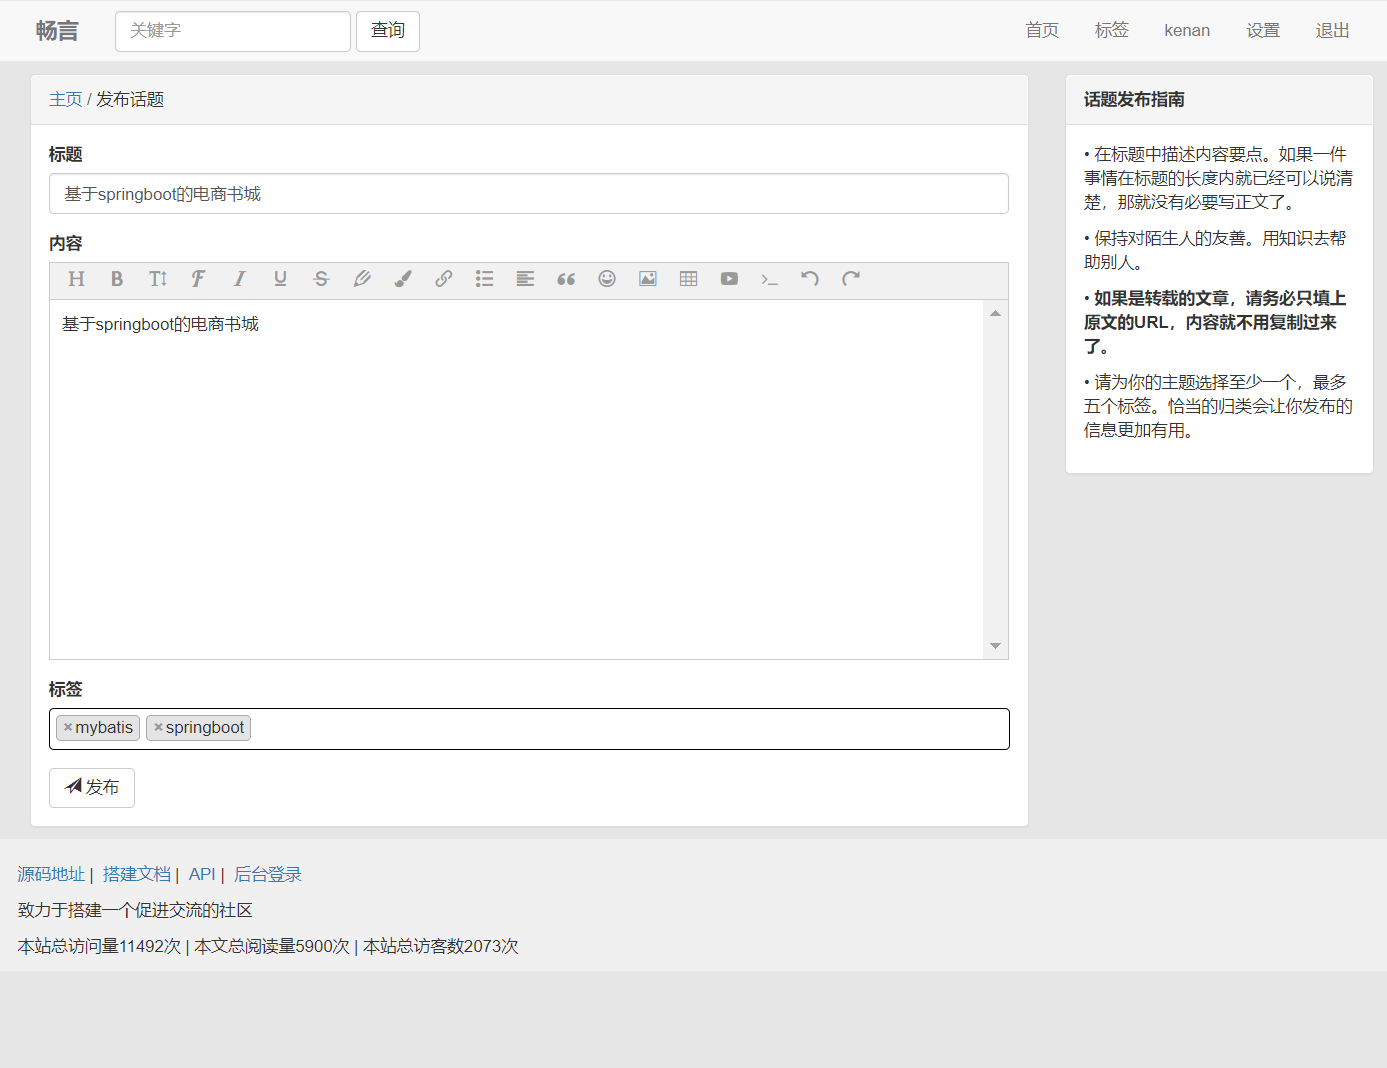 畅言 关键字 查询 首页 标签 kenan 设置 退出
主页 / 发布话题
标题
基于springboot的电商书城
内容
基于springboot的电商书城
标签
×mybatis ×springboot
发布
话题发布指南
• 在标题中描述内容要点。如果一件
事情在标题的长度内就已经可以说清
楚，那就没有必要写正文了。
• 保持对陌生人的友善。用知识去帮
助别人。
• 如果是转载的文章，请务必只填上
原文的URL，内容就不用复制过来
了。
• 请为你的主题选择至少一个，最多
五个标签。恰当的归类会让你发布的
信息更加有用。
源码地址 | 搭建文档 | API | 后台登录
致力于搭建一个促进交流的社区
本站总访问量11492次 | 本文总阅读量5900次 | 本站总访客数2073次